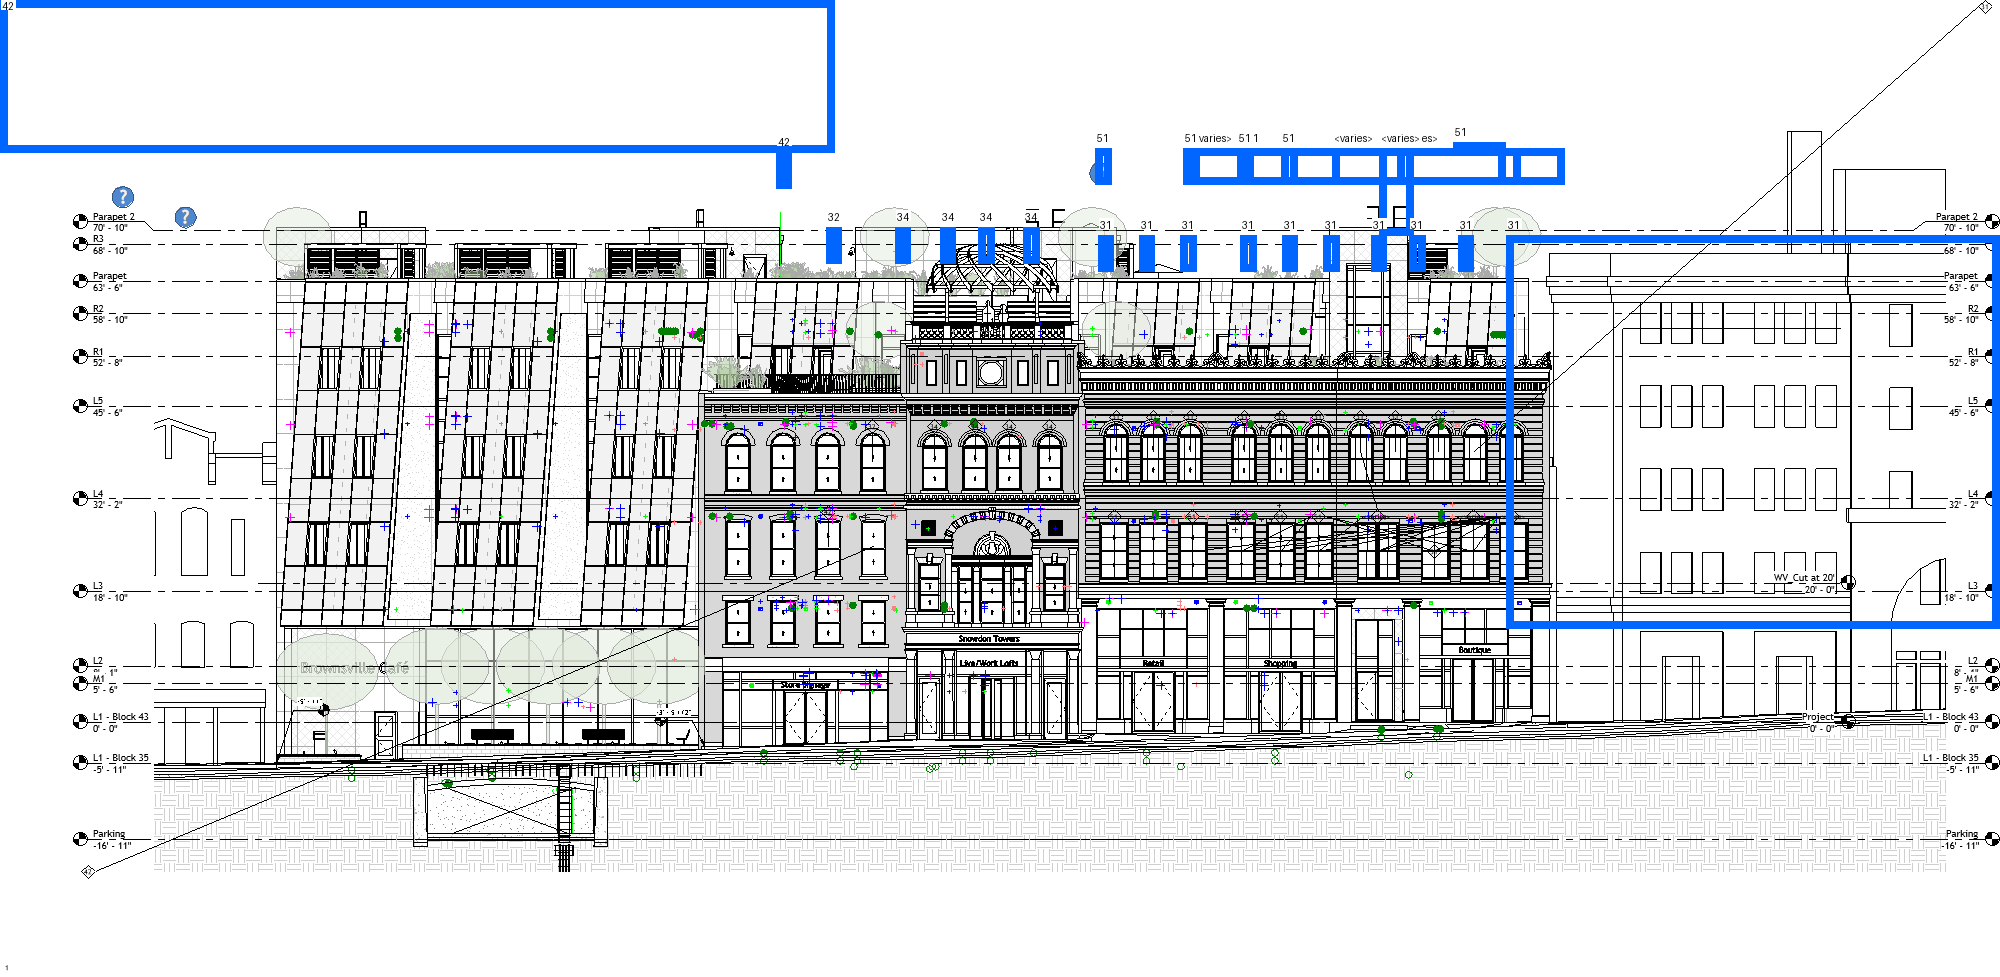 42
42
51
51 varies> 51 1 51 <varies> <varies> es> 51
Parapet 2
70' - 10"
R3
68' - 10"
Parapet
63' - 6"
R2
58' - 10"
R1
52' - 8"
L5
45' - 6"
L4
32' - 2"
L3
18' - 10"
L2
M1
5' - 6"
L1 - Block 43
0' - 0"
L1 - Block 35
-5' - 11"
Parking
-16' - 11"
32 34 34 34 34 31 31 31 31 31 31 31 31 31 31
Brownsville Café
Snowdon Towers
Live/Work Lofts
Retail
Shopping
Boutique
WV_Cut at 20'
20' - 0"
Project
0' - 0"
Parapet 2
70' - 10"
68' - 10"
Parapet
63' - 6"
R2
58' - 10"
R1
52' - 8"
L5
45' - 6"
L4
32' - 2"
L3
18' - 10"
L2
M1
5' - 6"
L1 - Block 43
0' - 0"
L1 - Block 35
-5' - 11"
Parking
-16' - 11"
1